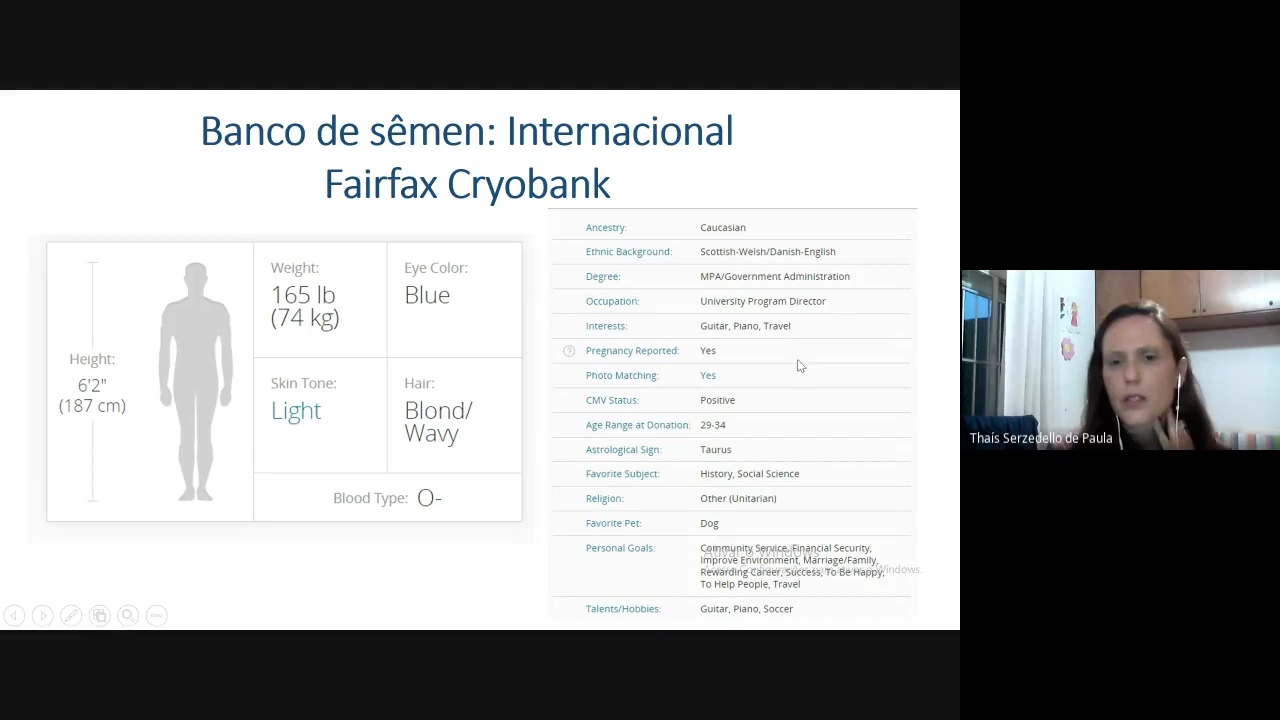 Banco de sêmen: Internacional
Fairfax Cryobank
Height:
6'2"
(187 cm)
Weight:
165 lb
(74 kg)
Eye Color:
Blue
Skin Tone:
Light
Hair:
Blond/
Wavy
Blood Type: O-
Ancestry: Caucasian
Ethnic Background: Scottish-Welsh/Danish-English
Degree: MPA/Government Administration
Occupation: University Program Director
Interests: Guitar, Piano, Travel
? Pregnancy Reported: Yes
Photo Matching: Yes
CMV Status: Positive
Age Range at Donation: 29-34
Astrological Sign: Taurus
Favorite Subject: History, Social Science
Religion: Other (Unitarian)
Favorite Pet: Dog
Personal Goals: Community Service, Financial Security,
Improve Environment, Marriage/Family,
Rewarding Career, Success, To Be Happy,
To Help People, Travel
Talents/Hobbies: Guitar, Piano, Soccer
Ativar o Windows
Windows.
Thaís Serzedello de Paula